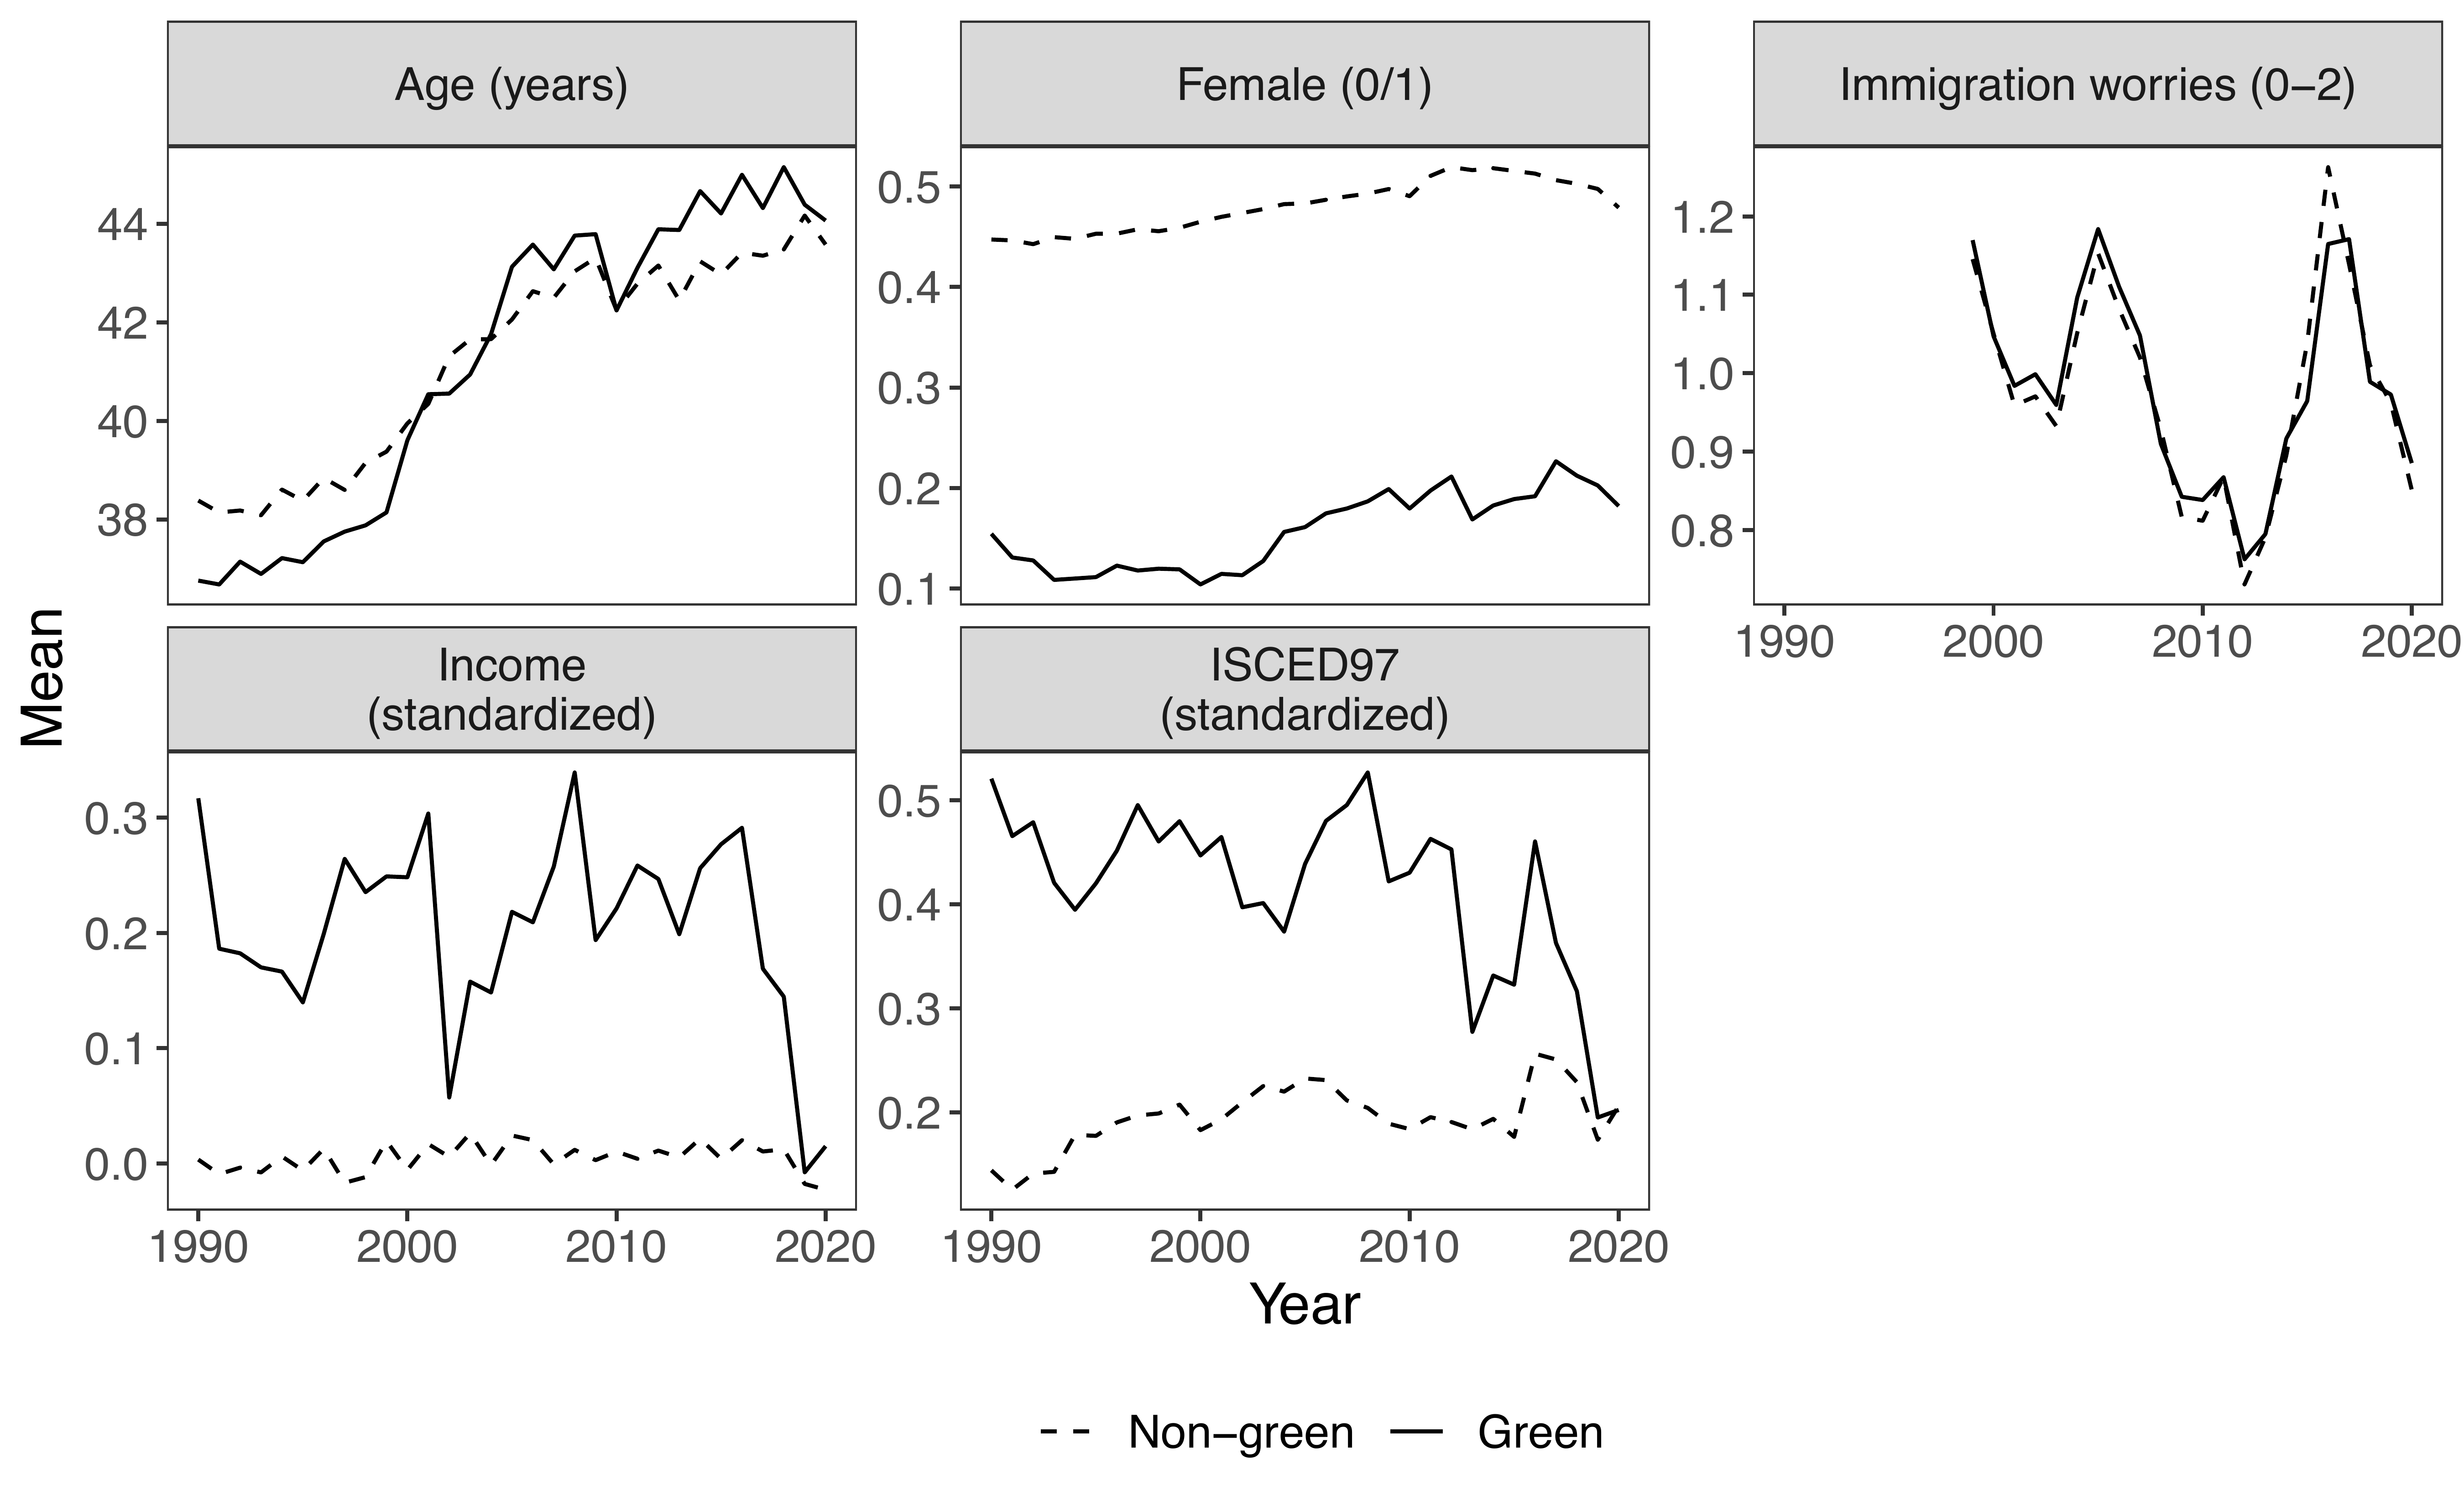 Age (years)
Female (0/1)
Immigration worries (0−2)
44
42
40
38
0.5
0.4
0.3
0.2
0.1
1.2
1.1
1.0
0.9
0.8
1990 2000 2010 2020
Mean
Income
(standardized)
ISCED97
(standardized)
0.3
0.2
0.1
0.0
0.5
0.4
0.3
0.2
1990 2000 2010 2020
1990 2000 2010 2020
Year
Non−green Green